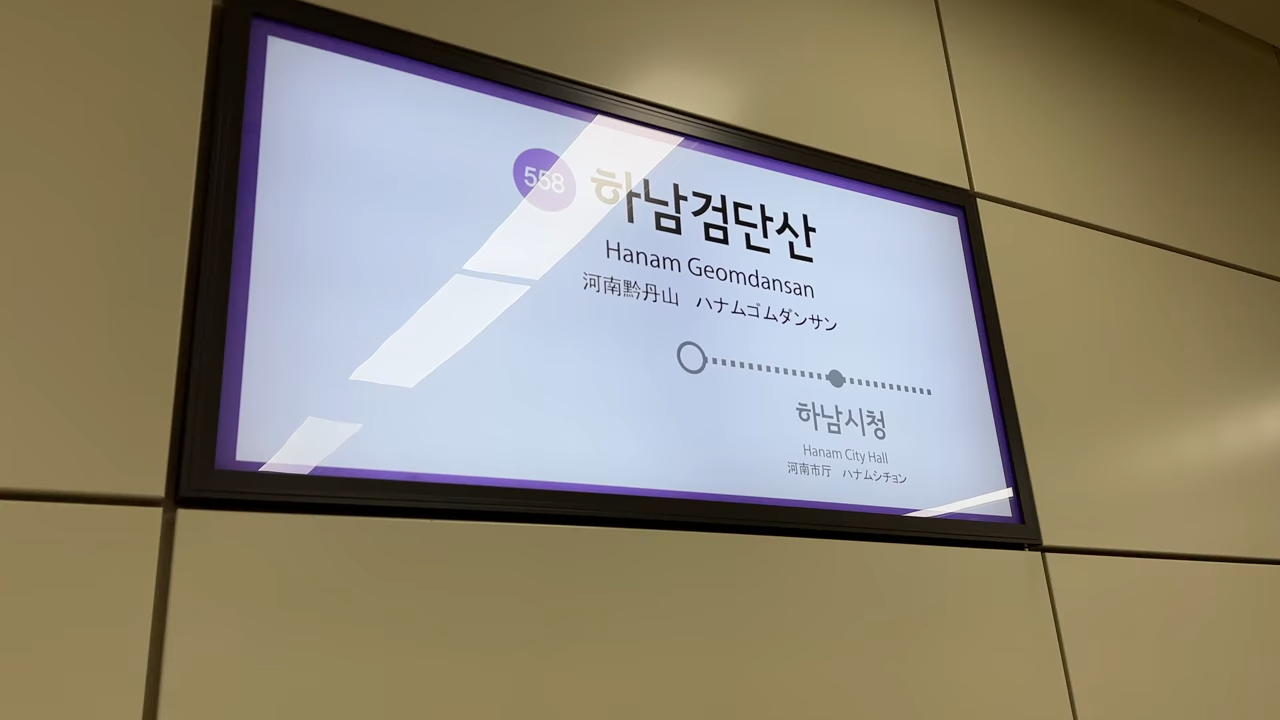 558 하남검단산
Hanam Geomdansan
河南黔丹山 ハナムゴムダンサン
하남시청
Hanam City Hall
河南市厅 ハナムシチョン